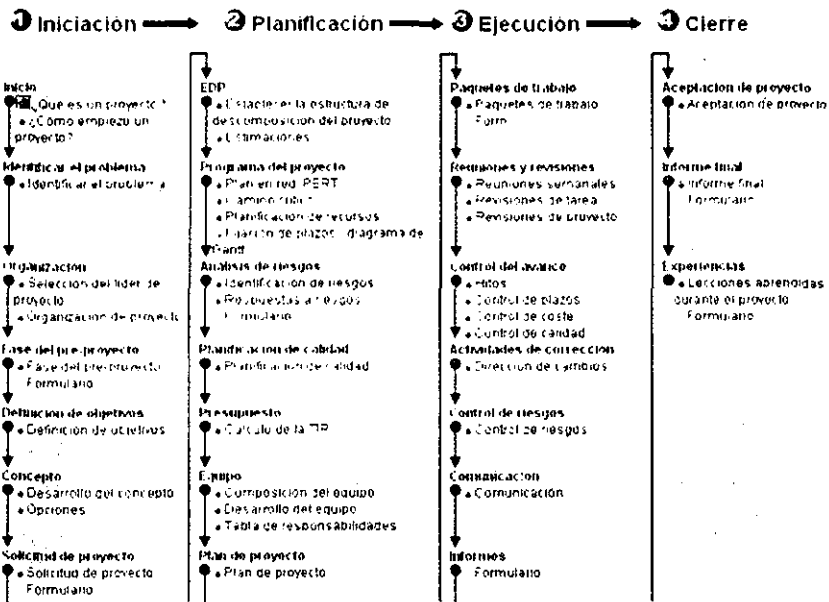 1 Iniciación
2 Planificación
3 Ejecución
4 Cierre
Inicio
¿Que es un proyecto?
¿Cómo empiezo un
proyecto?
Identificar el problema
Identificar el problema
Organización
Selección del líder de
proyecto
Organización de proyecto
Fase del pre-proyecto
Fase del pre-proyecto
Formulario
Definición de objetivos
Definición de objetivos
Concepto
Desarrollo del concepto
Opciones
Solicitud de proyecto
Solicitud de proyecto
Formulario
EDP
Establecer la estructura de
descomposición del proyecto
Estimaciones
Programa del proyecto
Plan en red PERT
Camino
Planificación de recursos
Fijación de plazos diagrama de
Gantt
Análisis de riesgos
Identificación de riesgos
Respuestas a riesgos
Formulario
Planificación de calidad
Planificación de calidad
Presupuesto
Calculo de la TIR
Equipo
Composición del equipo
Desarrollo del equipo
Tabla de responsabilidades
Plan de proyecto
Plan de proyecto
Paquetes de trabajo
Paquetes de trabajo
Form
Reuniones y revisiones
Reuniones semanales
Revisiones de tarea
Revisiones de proyecto
Control del avance
Hitos
Control de plazos
Control de coste
Control de calidad
Actividades de corrección
Dirección de cambios
Control de riesgos
Control de riesgos
Comunicación
Comunicación
Informes
Formulario
Aceptacion de proyecto
Aceptación de proyecto
Informe final
Informe final
Formulario
Experiencias
Lecciones aprendidas
durante el proyecto
Formulario